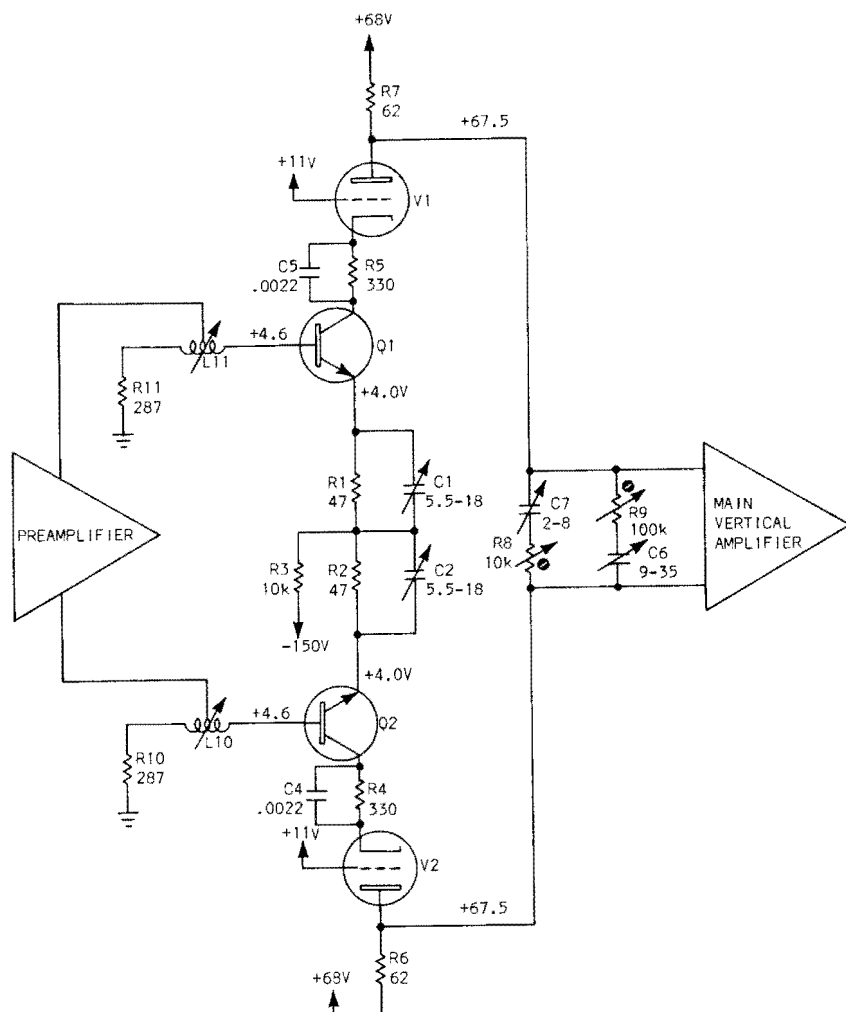 +68V
R7
62
+67.5
+11V
V1
C5
.0022
R5
330
+4.6
L11
Q1
R11
287
+4.0V
PREAMPLIFIER
R1
47
C1
5.5-18
R3
10k
R2
47
C2
5.5-18
-150V
C7
2-8
R8
10k
R9
100k
C6
9-35
MAIN
VERTICAL
AMPLIFIER
+4.0V
+4.6
L10
Q2
R10
287
C4
.0022
R4
330
+11V
V2
+67.5
+68V
R6
62